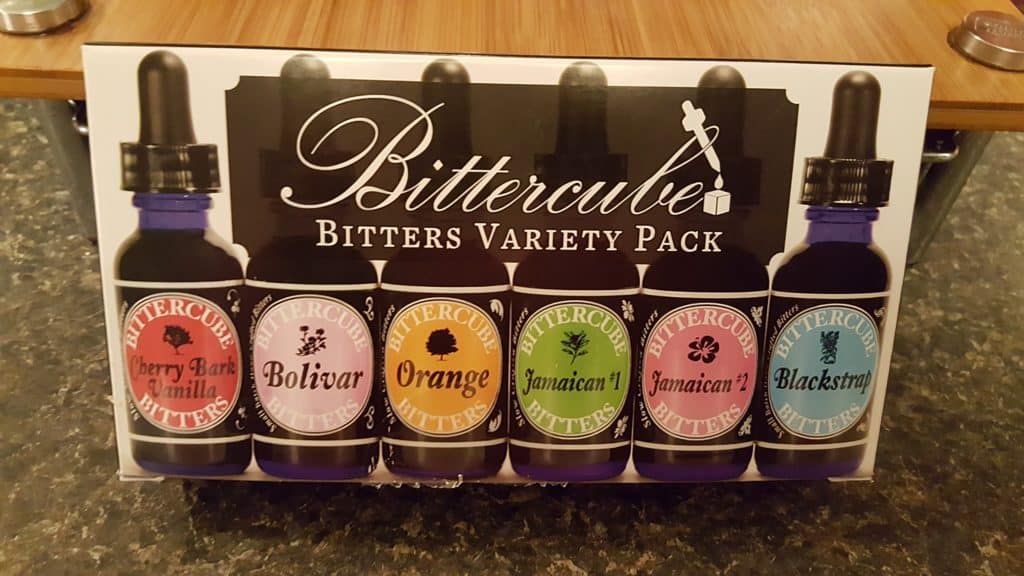 Bittercube
BITTERS VARIETY PACK
BITTERCUBE
Cherry Bark
Vanilla
BITTERS
BITTERCUBE
Bolivar
BITTERS
BITTERCUBE
Orange
BITTERS
BITTERCUBE
Jamaican #1
BITTERS
BITTERCUBE
Jamaican #2
BITTERS
BITTERCUBE
Blackstrap
BITTERS